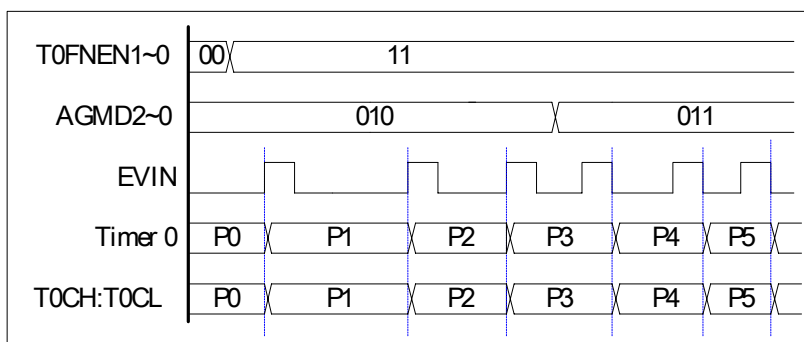 T0FNEN1~0 00 11
AGMD2~0 010 011
EVIN
Timer 0 P0 P1 P2 P3 P4 P5
T0CH:T0CL P0 P1 P2 P3 P4 P5